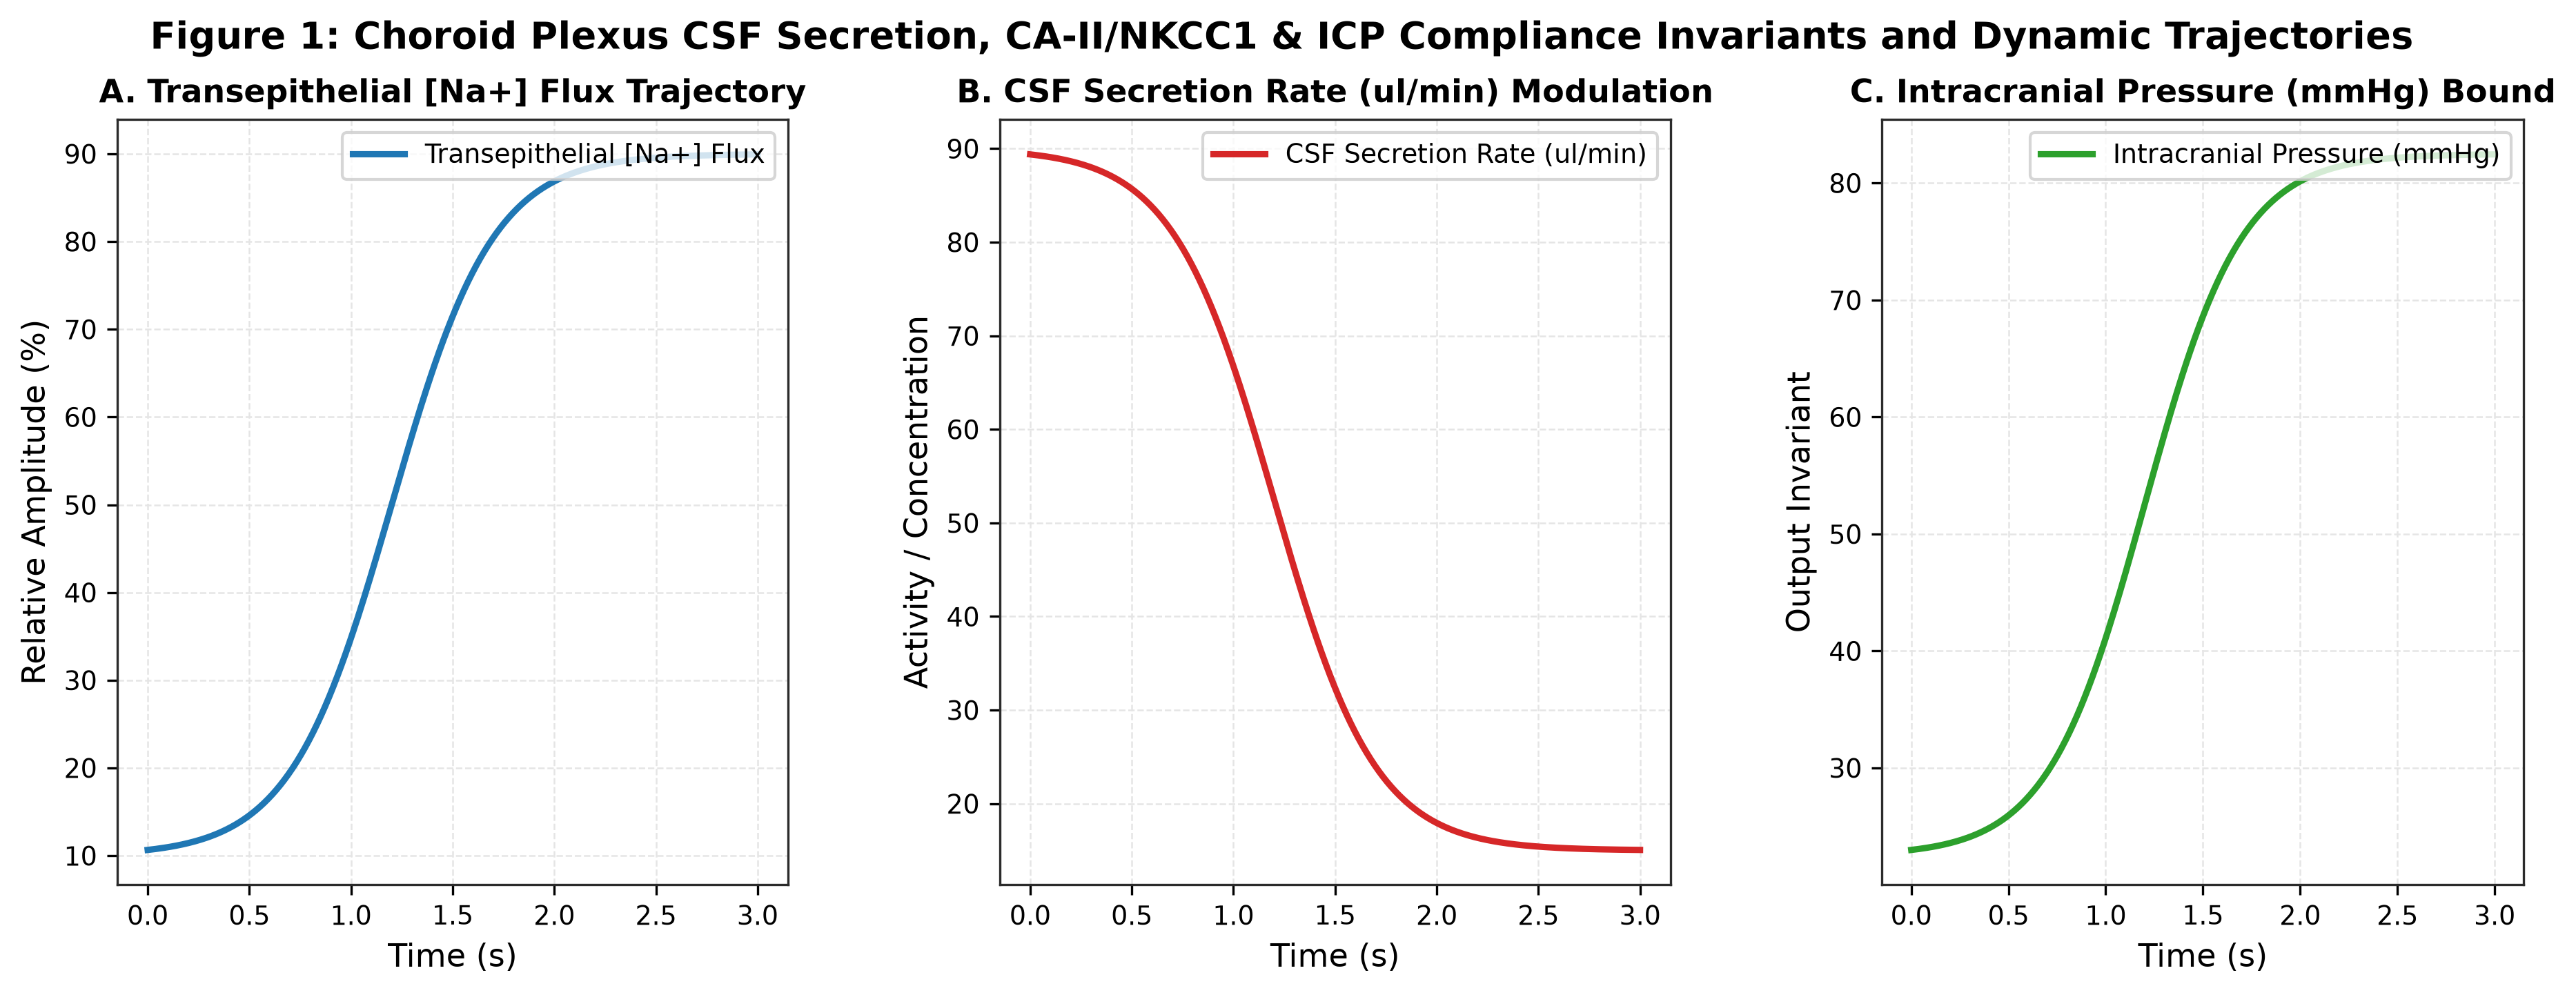 Figure 1: Choroid Plexus CSF Secretion, CA-II/NKCC1 & ICP Compliance Invariants and Dynamic Trajectories
A. Transepithelial [Na+] Flux Trajectory
Transepithelial [Na+] Flux
Relative Amplitude (%)
90
80
70
60
50
40
30
20
10
0.0 0.5 1.0 1.5 2.0 2.5 3.0
Time (s)
B. CSF Secretion Rate (ul/min) Modulation
CSF Secretion Rate (ul/min)
Activity / Concentration
90
80
70
60
50
40
30
20
0.0 0.5 1.0 1.5 2.0 2.5 3.0
Time (s)
C. Intracranial Pressure (mmHg) Bound
Intracranial Pressure (mmHg)
Output Invariant
80
70
60
50
40
30
0.0 0.5 1.0 1.5 2.0 2.5 3.0
Time (s)